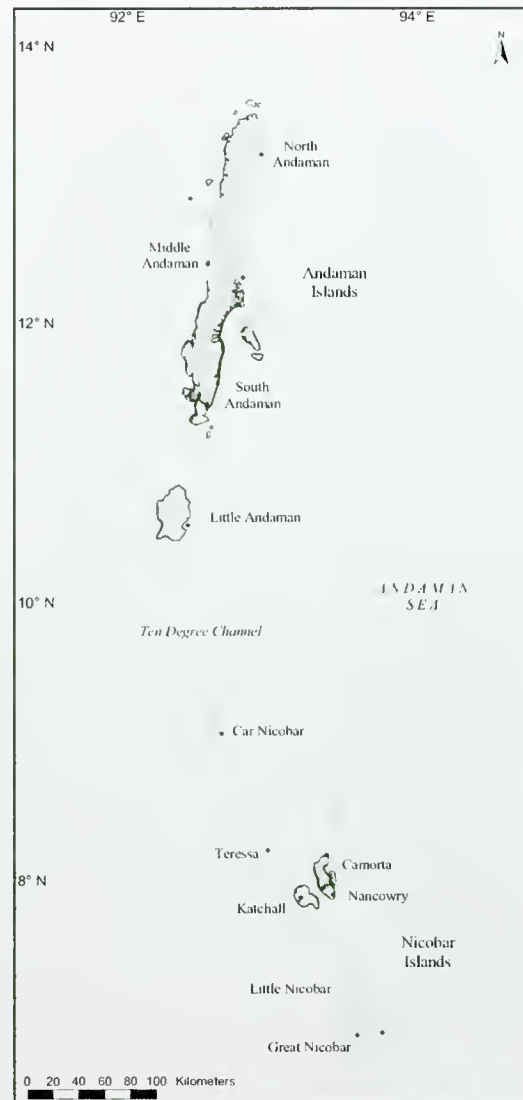 92° E
94° E
14° N
N
North
Andaman
Middle
Andaman
Andaman
Islands
12° N
South
Andaman
Little Andaman
ANDAMAN
SEA
10° N
Ten Degree Channel
Car Nicobar
Teressa
Camorta
8° N
Nancowry
Katchall
Nicobar
Islands
Little Nicobar
Great Nicobar
0 20 40 60 80 100 Kilometers